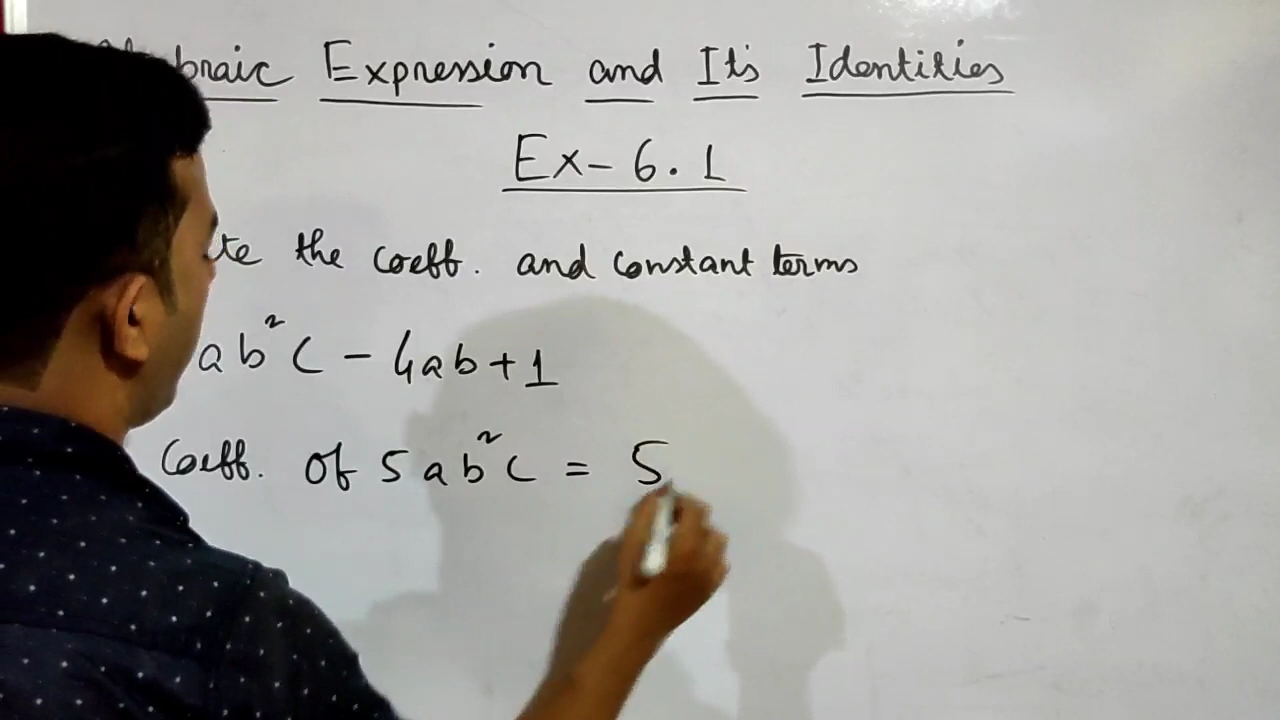 braic Expression and Its Identities
Ex-6.1
te the coeff. and constant terms
ab²c - 4ab+1
Coeff. of 5ab²c = 5